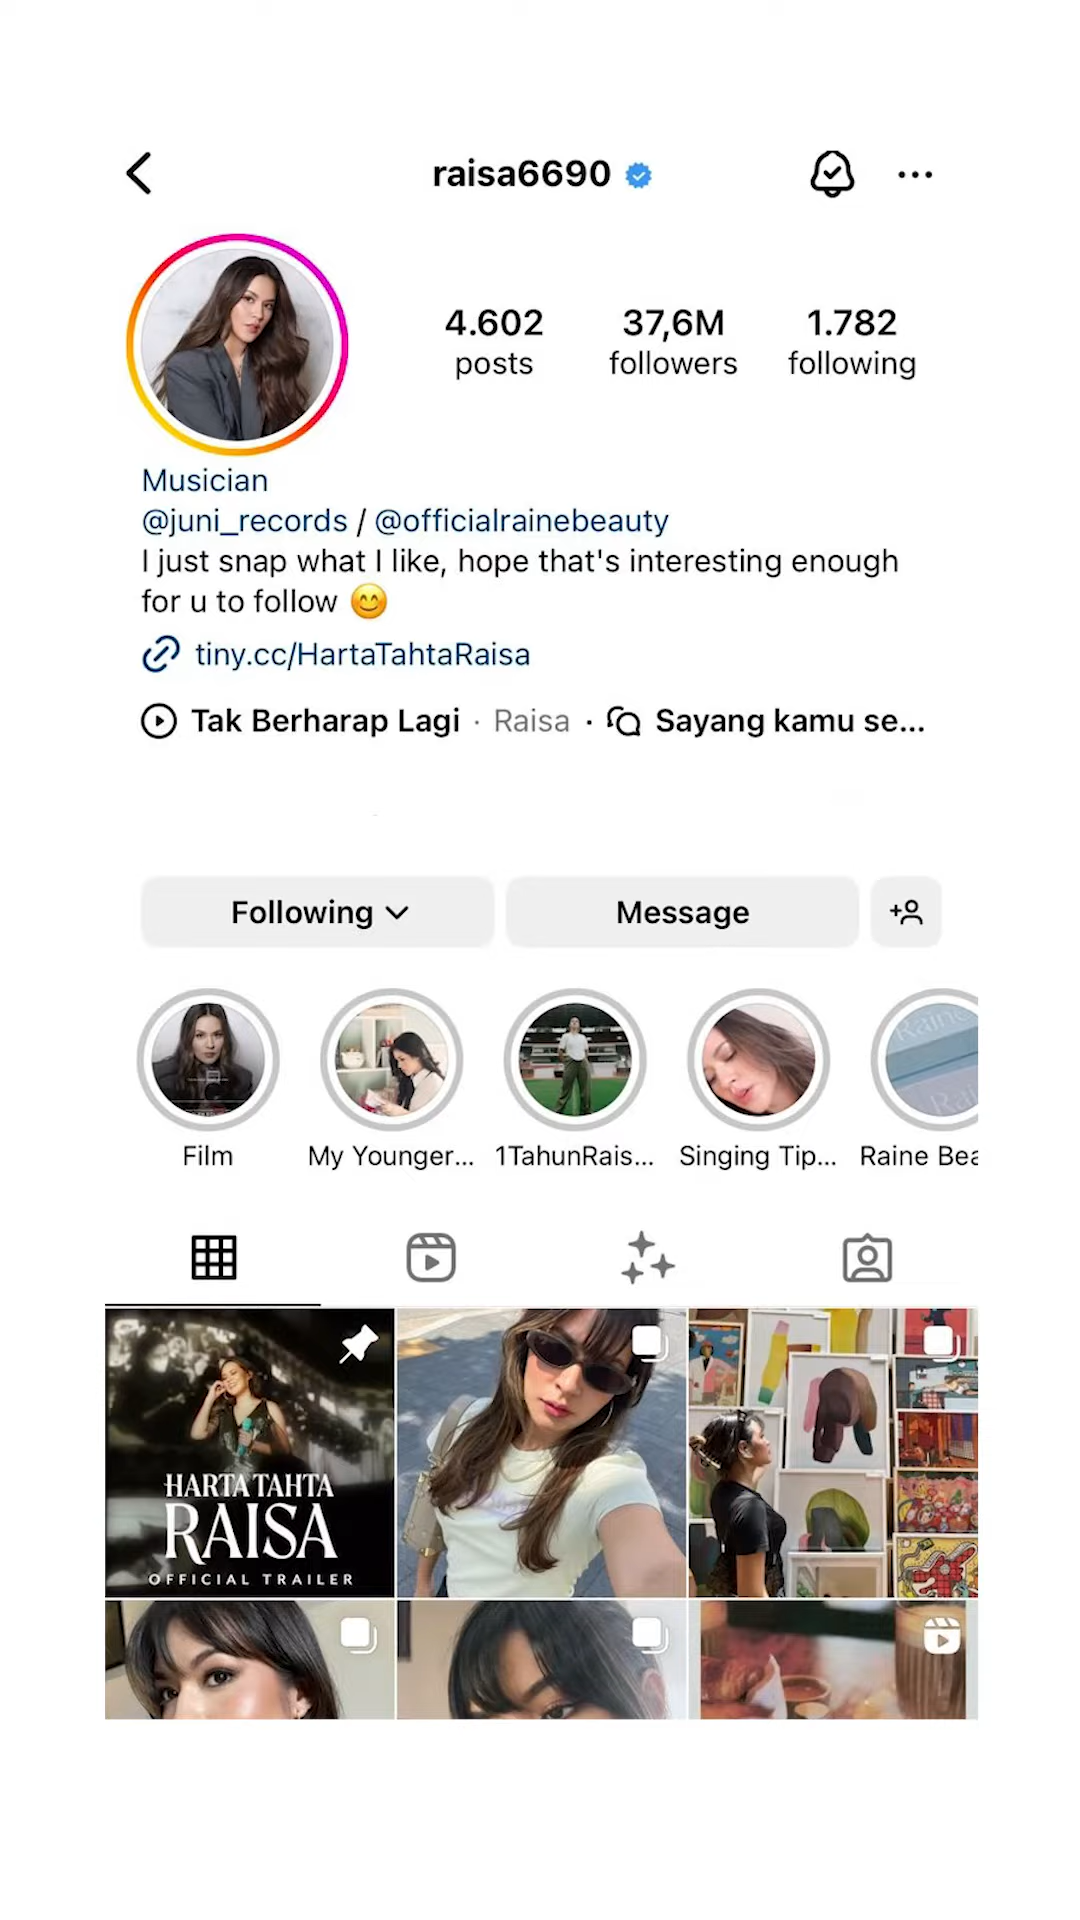 raisa6690
4.602 37,6M 1.782
posts followers following
Musician
@juni_records / @officialrainebeauty
I just snap what I like, hope that's interesting enough
for u to follow 😊
tiny.cc/HartaTahtaRaisa
Tak Berharap Lagi · Raisa · Sayang kamu se...
Following Message
Raine
Rai
Film My Younger... 1TahunRais... Singing Tip... Raine Bea
HARTA TAHTA
RAISA
OFFICIAL TRAILER